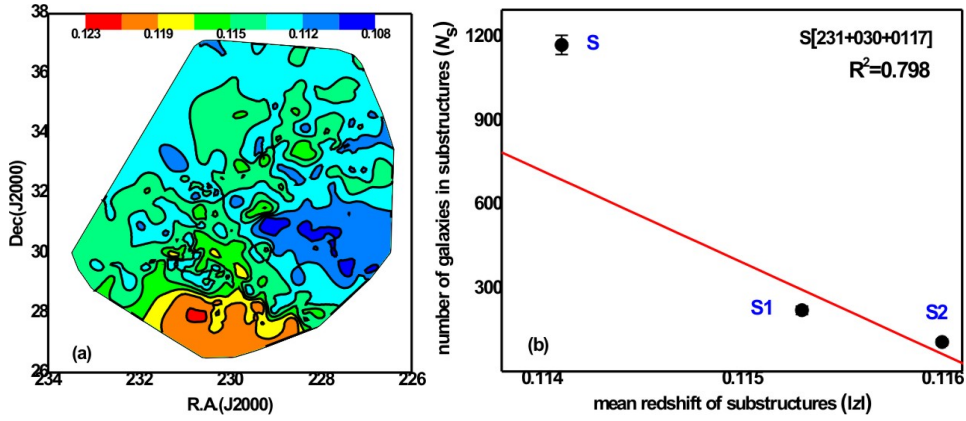 38
36
34
32
30
28
26
Dec(J2000)
0.123 0.119 0.115 0.112 0.108
(a)
234 232 230 228 226
R.A.(J2000)
number of galaxies in substructures (Ns)
1200
900
600
300
S
S[231+030+0117]
R2=0.798
S1
S2
(b)
0.114 0.115 0.116
mean redshift of substructures (|z|)